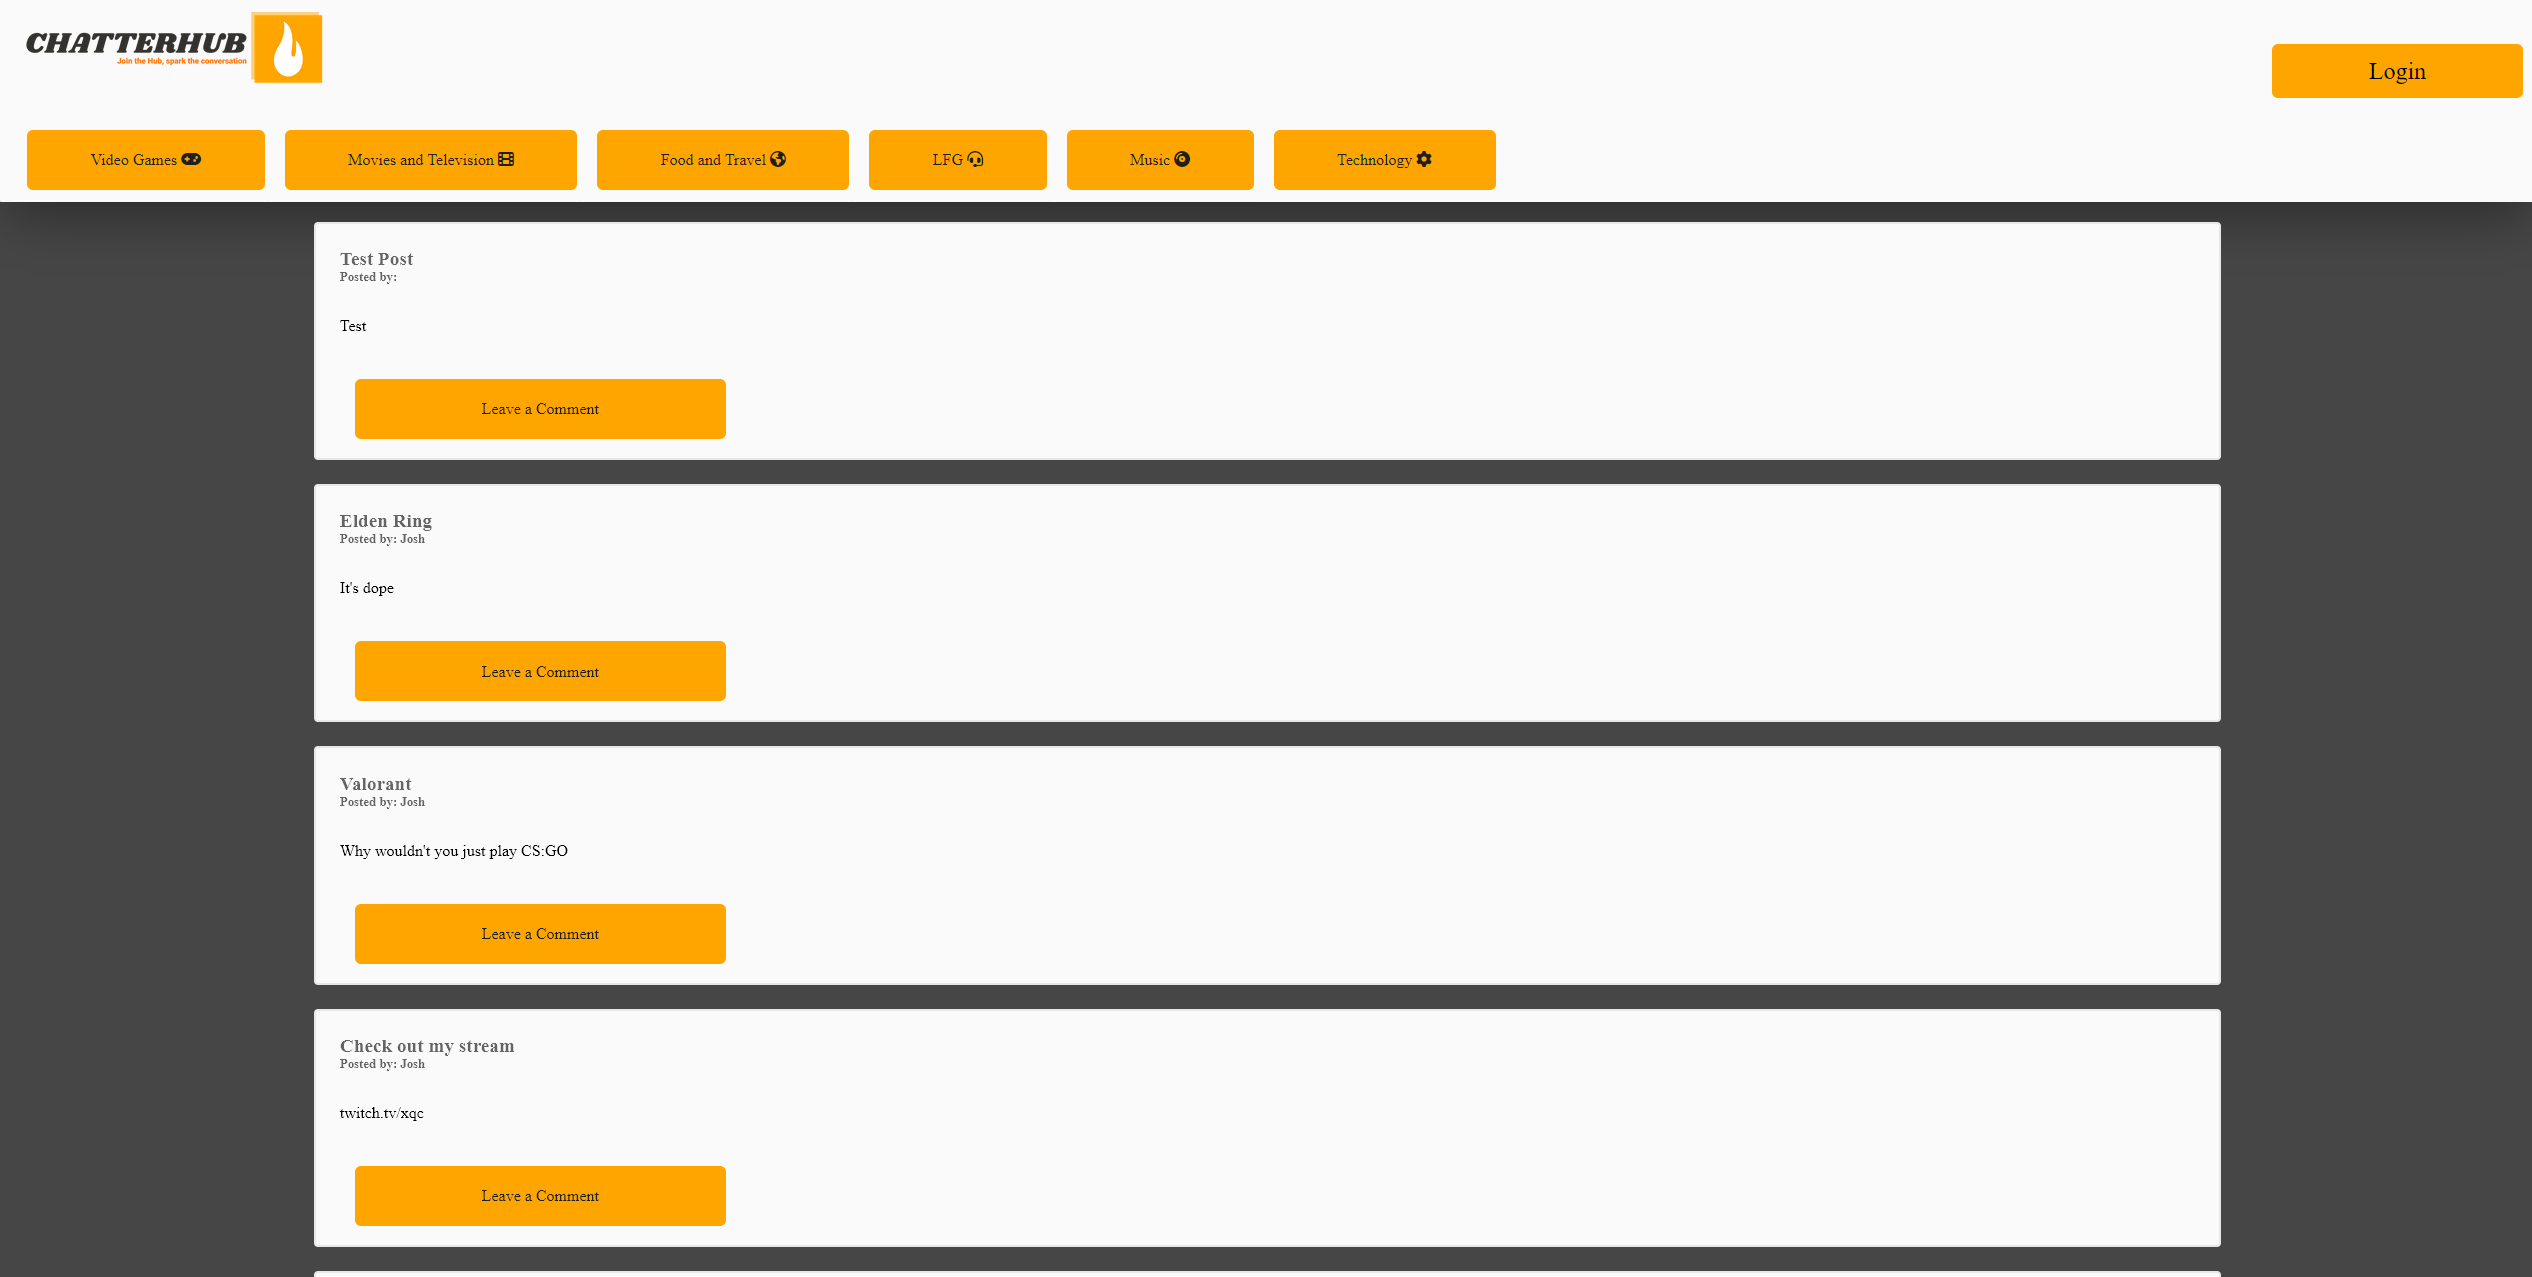 CHATTERHUB
Join the Hub, spark the conversation
Login
Video Games
Movies and Television
Food and Travel
LFG
Music
Technology
Test Post
Posted by:
Test
Leave a Comment
Elden Ring
Posted by: Josh
It's dope
Leave a Comment
Valorant
Posted by: Josh
Why wouldn't you just play CS:GO
Leave a Comment
Check out my stream
Posted by: Josh
twitch.tv/xqc
Leave a Comment